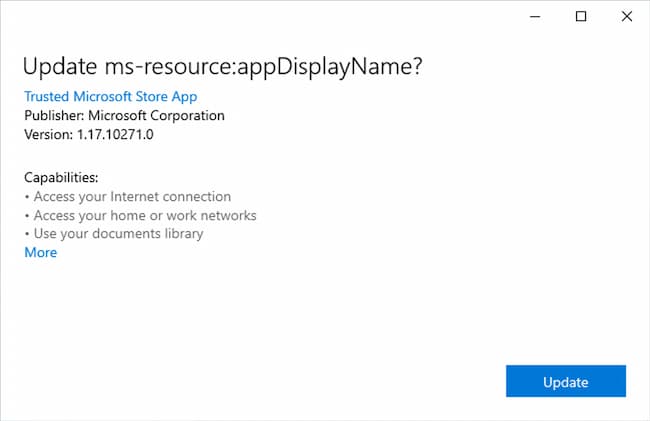 Update ms-resource:appDisplayName?
Trusted Microsoft Store App
Publisher: Microsoft Corporation
Version: 1.17.10271.0
Capabilities:
• Access your Internet connection
• Access your home or work networks
• Use your documents library
More
Update